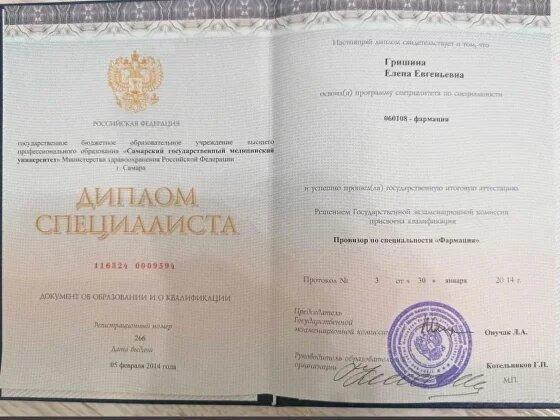 РОССИЙСКАЯ ФЕДЕРАЦИЯ
государственное бюджетное образовательное учреждение высшего
профессионального образования «Самарский государственный медицинский
университет» Министерства здравоохранения Российской Федерации
г. Самара
ДИПЛОМ
СПЕЦИАЛИСТА
116324 0009594
ДОКУМЕНТ ОБ ОБРАЗОВАНИИ И О КВАЛИФИКАЦИИ
Регистрационный номер
266
Дата выдачи
05 февраля 2014 года
Настоящий диплом свидетельствует о том, что
Гришина
Елена Евгеньевна
освоил(а) программу специалитета по специальности
060108 - фармация
и успешно прошел(ла) государственную итоговую аттестацию
Решением Государственной экзаменационной комиссии
присвоена квалификация
Провизор по специальности «Фармация»
Протокол № 3 от « 30 » января 2014 г.
Председатель
Государственной
экзаменационной комиссии Онучак Л.А.
Руководитель образовательной
организации Котельников Г.П.
М.П.